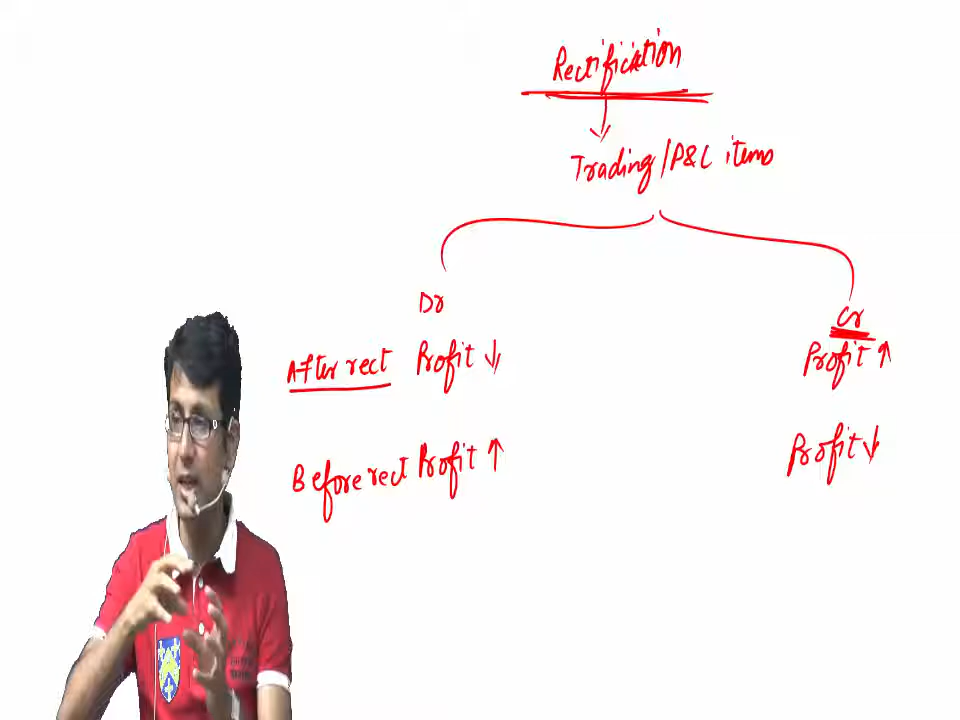 Rectification
Trading/P&L items
Dr
Cr
After rect Profit ↓
Profit ↑
Before rect Profit ↑
Profit ↓